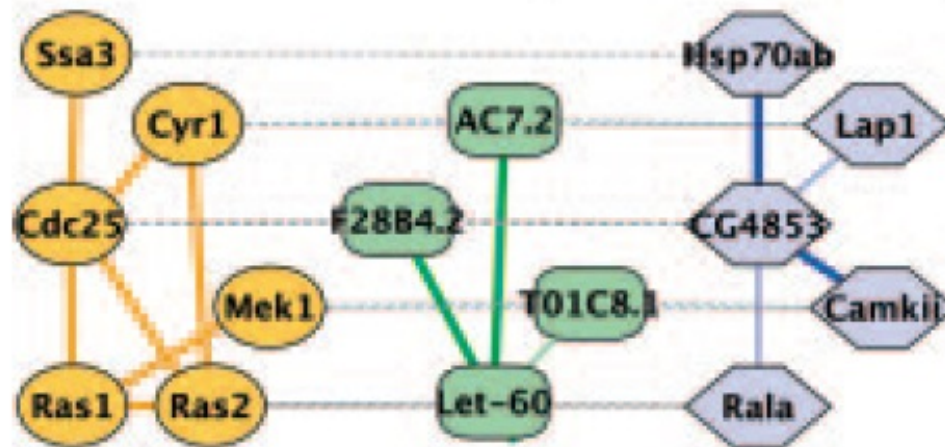 Ssa3
Hsp70ab
Cyr1
AC7.2
Lap1
Cdc25
F28B4.2
CG4853
Mek1
T01C8.1
Camkii
Ras1
Ras2
Let-60
Rala